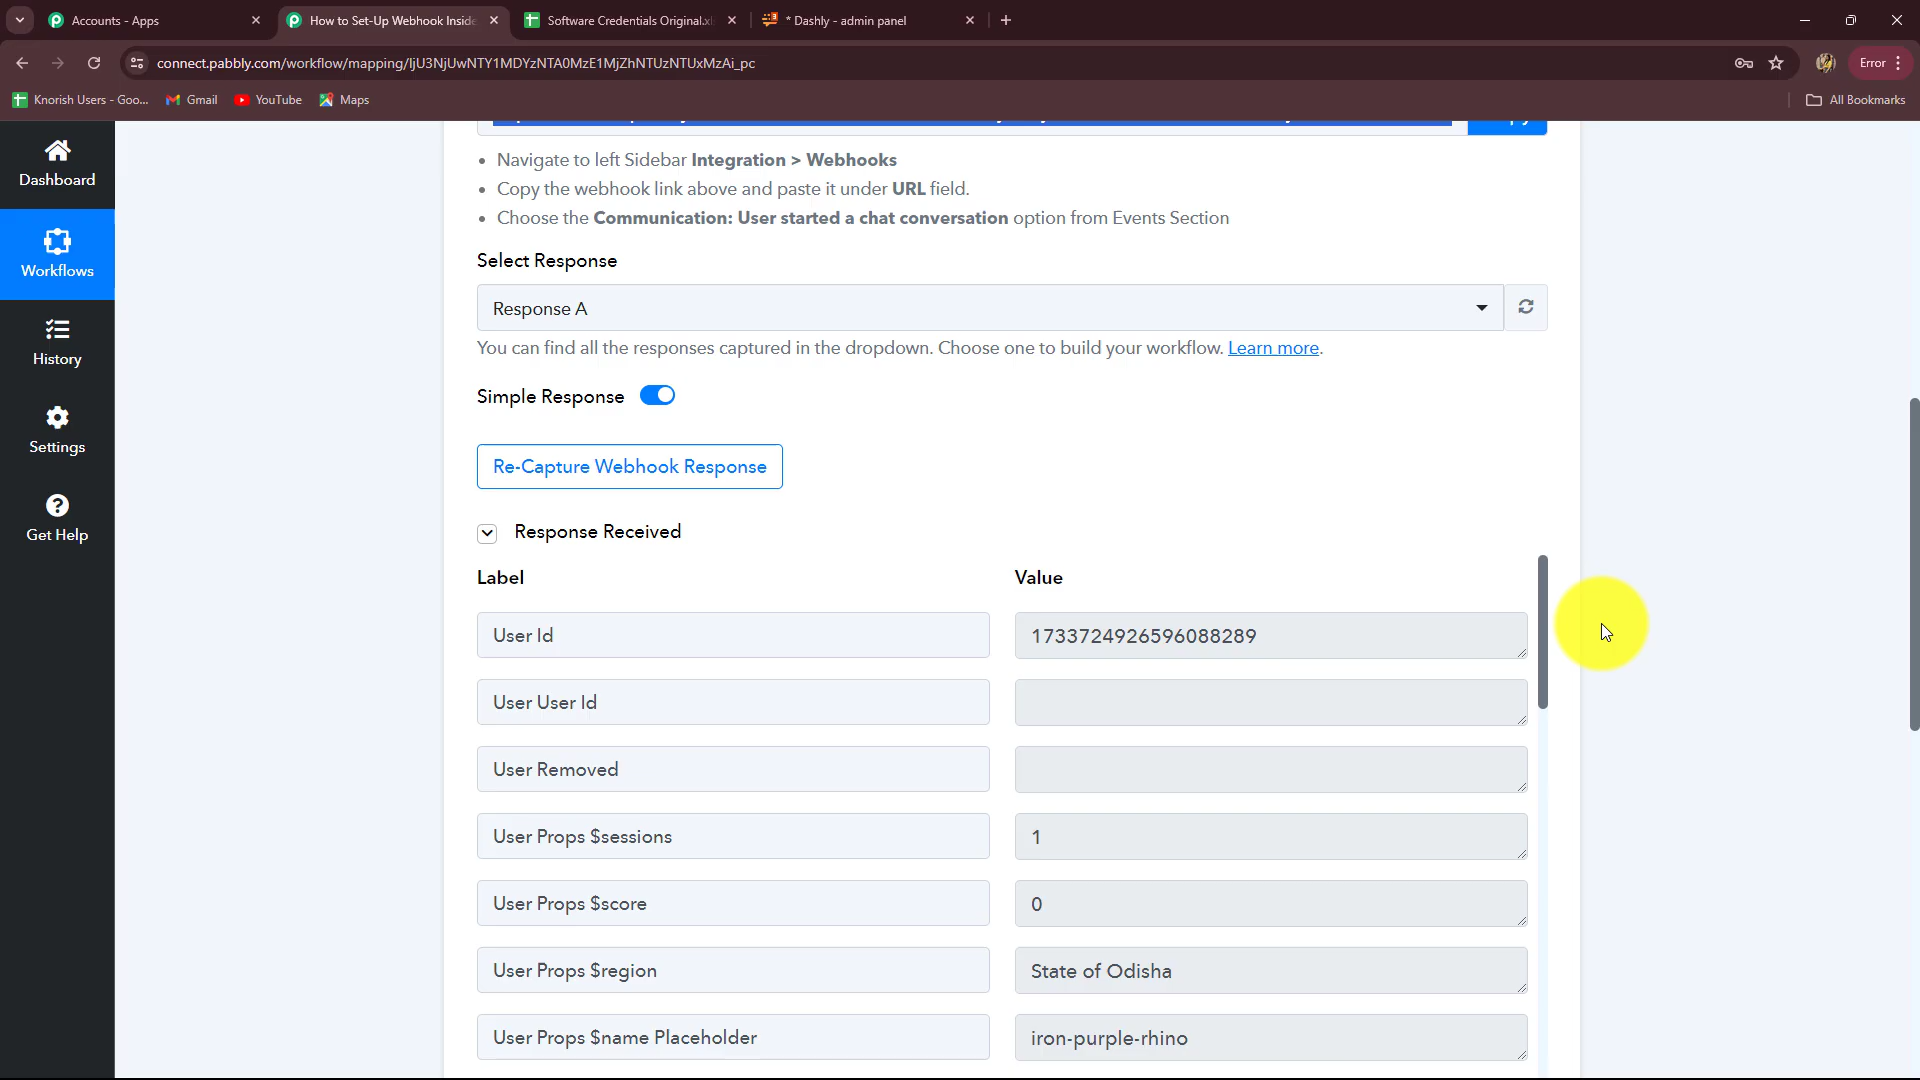 Accounts - Apps
How to Set-Up Webhook Inside
Software Credentials Original.xl
* Dashly - admin panel
connect.pabbly.com/workflow/mapping/IjU3NjUwNTY1MDYzNTA0MzE1MjZhNTUzNTUxMzAi_pc
Error
Knorish Users - Goo...
Gmail
YouTube
Maps
All Bookmarks
Dashboard
Workflows
History
Settings
Get Help
Navigate to left Sidebar Integration > Webhooks
Copy the webhook link above and paste it under URL field.
Choose the Communication: User started a chat conversation option from Events Section
Select Response
Response A
You can find all the responses captured in the dropdown. Choose one to build your workflow. Learn more.
Simple Response
Re-Capture Webhook Response
Response Received
Label
Value
User Id
1733724926596088289
User User Id
User Removed
User Props $sessions
1
User Props $score
0
User Props $region
State of Odisha
User Props $name Placeholder
iron-purple-rhino